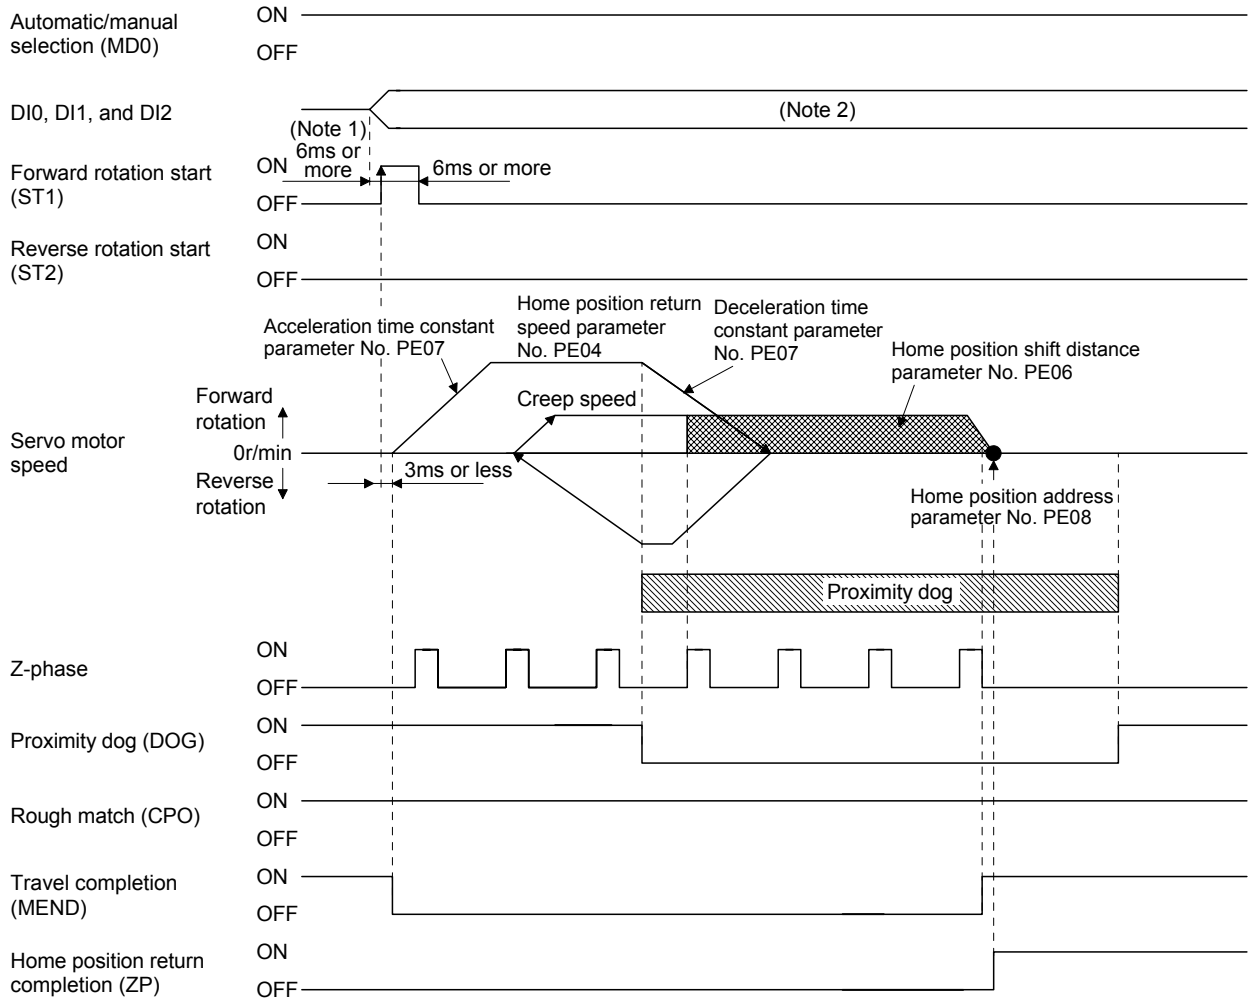 Automatic/manual
selection (MD0)
ON
OFF
DI0, DI1, and DI2
(Note 2)
(Note 1)
6ms or
more
6ms or more
Forward rotation start
(ST1)
ON
OFF
Reverse rotation start
(ST2)
ON
OFF
Acceleration time constant
parameter No. PE07
Home position return
speed parameter
No. PE04
Deceleration time
constant parameter
No. PE07
Home position shift distance
parameter No. PE06
Creep speed
Servo motor
speed
Forward
rotation
0r/min
Reverse
rotation
3ms or less
Home position address
parameter No. PE08
Proximity dog
Z-phase
ON
OFF
Proximity dog (DOG)
ON
OFF
Rough match (CPO)
ON
OFF
Travel completion
(MEND)
ON
OFF
Home position return
completion (ZP)
ON
OFF